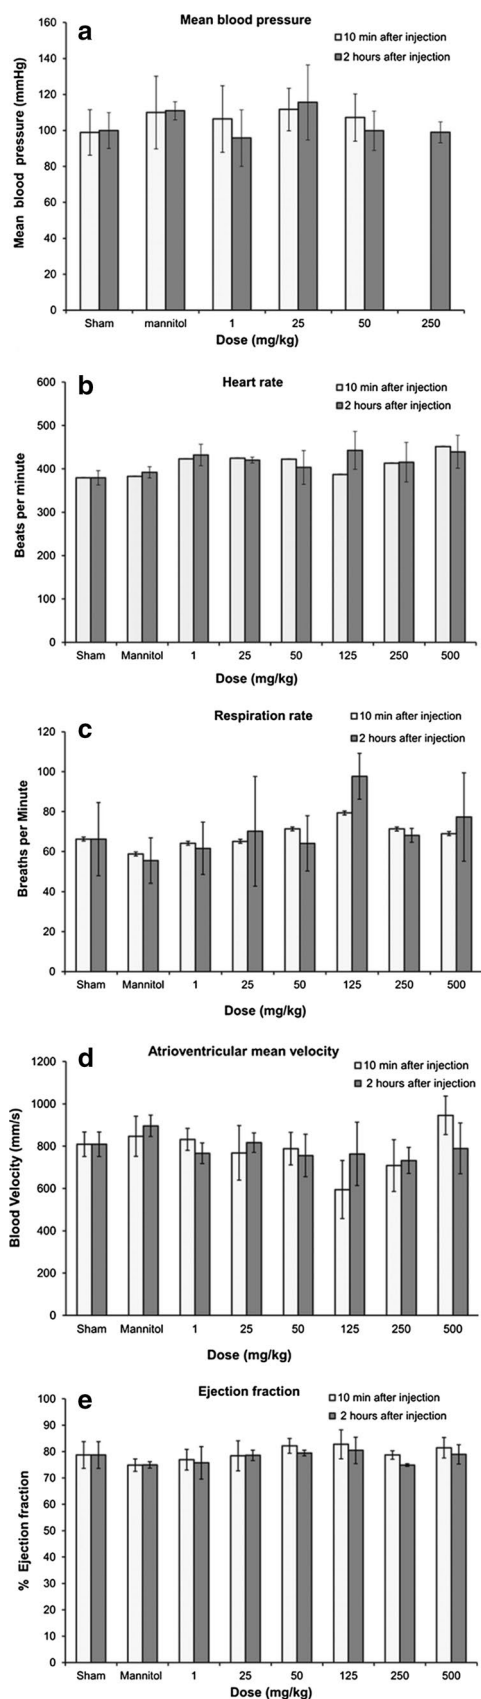 a
Mean blood pressure
10 min after injection
2 hours after injection
Mean blood pressure (mmHg)
160
140
120
100
80
60
40
20
0
Sham mannitol 1 25 50 250
Dose (mg/kg)
b
Heart rate
10 min after injection
2 hours after injection
Beats per minute
600
500
400
300
200
100
0
Sham Mannitol 1 25 50 125 250 500
Dose (mg/kg)
c
Respiration rate
10 min after injection
2 hours after injection
Breaths per Minute
120
100
80
60
40
20
0
Sham Mannitol 1 25 50 125 250 500
Dose (mg/kg)
d
Atrioventricular mean velocity
10 min after injection
2 hours after injection
Blood Velocity (mm/s)
1200
1000
800
600
400
200
0
Sham Mannitol 1 25 50 125 250 500
Dose (mg/kg)
e
Ejection fraction
10 min after injection
2 hours after injection
% Ejection fraction
100
90
80
70
60
50
40
30
20
10
0
Sham Mannitol 1 25 50 125 250 500
Dose (mg/kg)